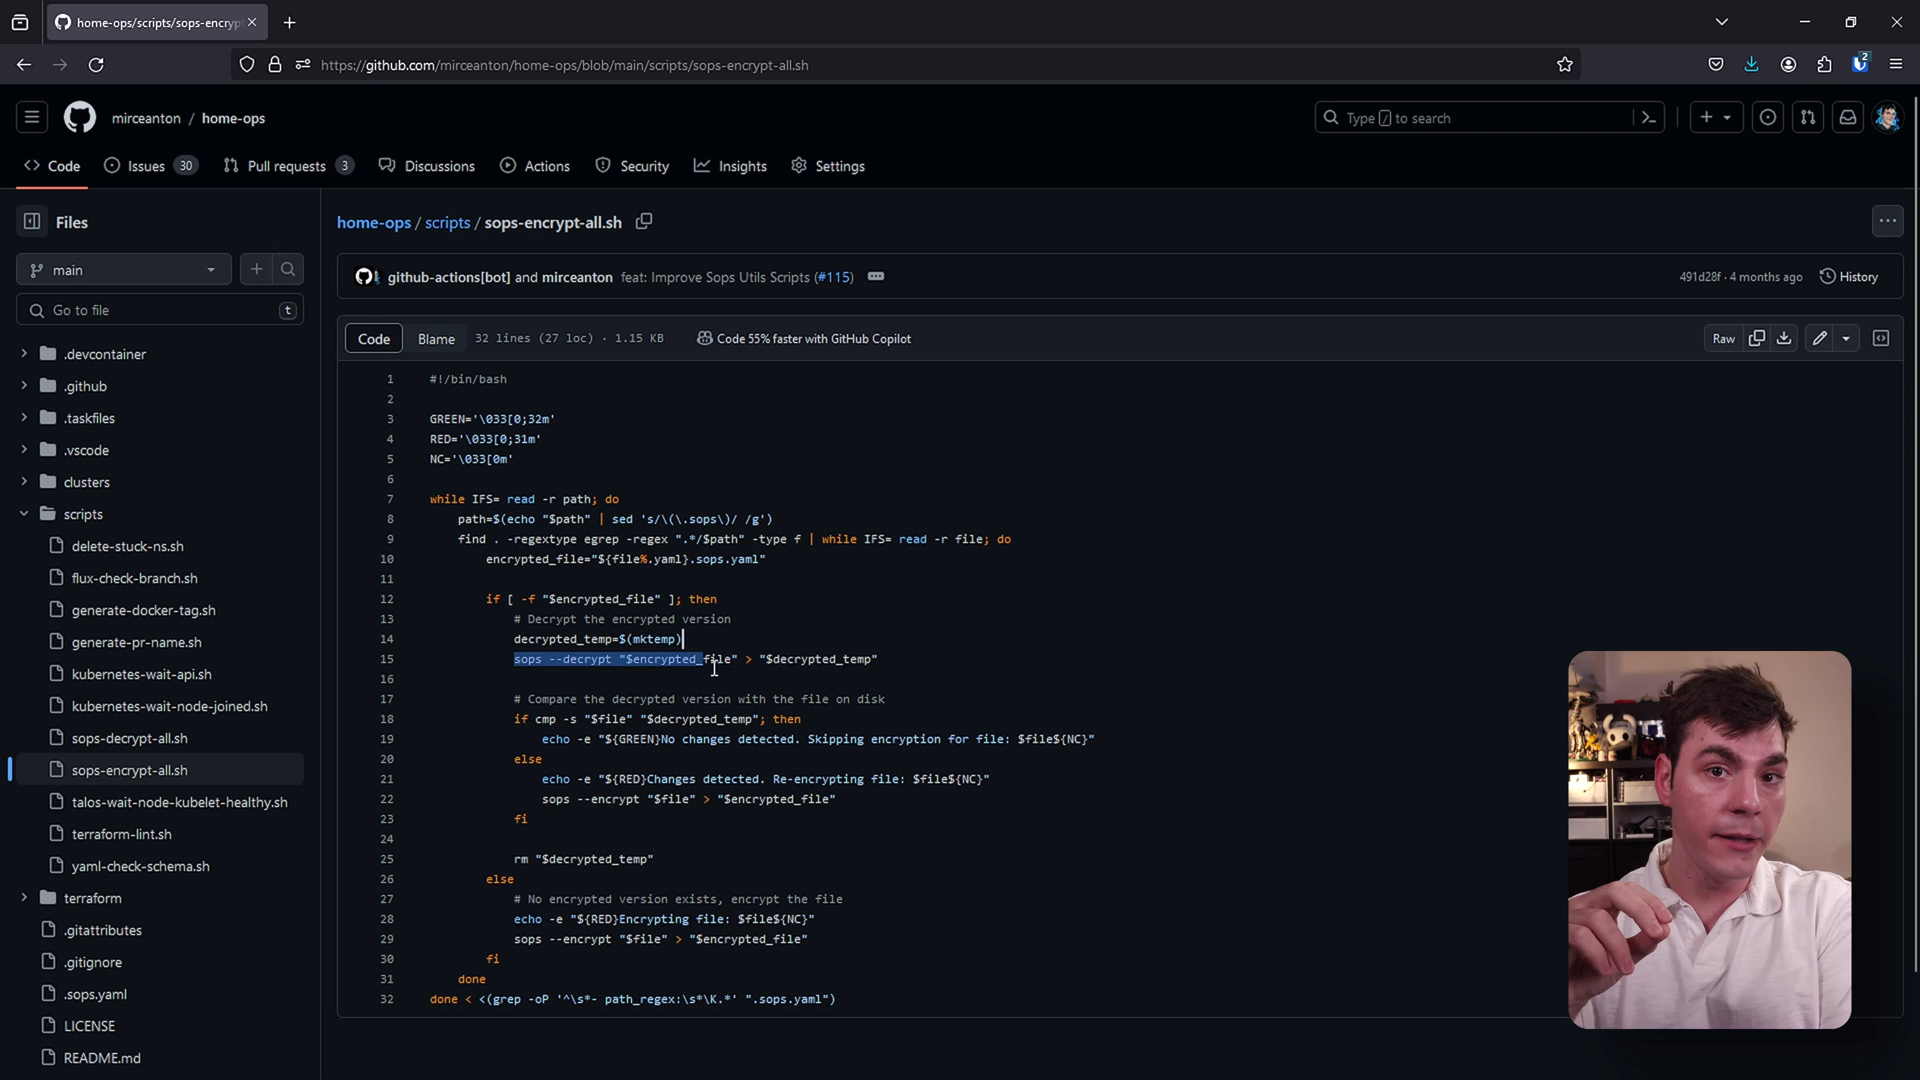 home-ops/scripts/sops-encrypt
https://github.com/mirceanton/home-ops/blob/main/scripts/sops-encrypt-all.sh
2
mirceanton / home-ops
Type / to search
Code
Issues 30
Pull requests 3
Discussions
Actions
Security
Insights
Settings
Files
main
Go to file
t
.devcontainer
.github
.taskfiles
.vscode
clusters
scripts
delete-stuck-ns.sh
flux-check-branch.sh
generate-docker-tag.sh
generate-pr-name.sh
kubernetes-wait-api.sh
kubernetes-wait-node-joined.sh
sops-decrypt-all.sh
sops-encrypt-all.sh
talos-wait-node-kubelet-healthy.sh
terraform-lint.sh
yaml-check-schema.sh
terraform
.gitattributes
.gitignore
.sops.yaml
LICENSE
README.md
home-ops / scripts / sops-encrypt-all.sh
github-actions[bot] and mirceanton feat: Improve Sops Utils Scripts (#115)
491d28f · 4 months ago
History
Code
Blame
32 lines (27 loc) · 1.15 KB
Code 55% faster with GitHub Copilot
Raw
1 #!/bin/bash
2
3 GREEN='\033[0;32m'
4 RED='\033[0;31m'
5 NC='\033[0m'
6
7 while IFS= read -r path; do
8 path=$(echo "$path" | sed 's/\(\.sops\)/ /g')
9 find . -regextype egrep -regex ".*/$path" -type f | while IFS= read -r file; do
10 encrypted_file="${file%.yaml}.sops.yaml"
11
12 if [ -f "$encrypted_file" ]; then
13 # Decrypt the encrypted version
14 decrypted_temp=$(mktemp)
15 sops --decrypt "$encrypted_file" > "$decrypted_temp"
16
17 # Compare the decrypted version with the file on disk
18 if cmp -s "$file" "$decrypted_temp"; then
19 echo -e "${GREEN}No changes detected. Skipping encryption for file: $file${NC}"
20 else
21 echo -e "${RED}Changes detected. Re-encrypting file: $file${NC}"
22 sops --encrypt "$file" > "$encrypted_file"
23 fi
24
25 rm "$decrypted_temp"
26 else
27 # No encrypted version exists, encrypt the file
28 echo -e "${RED}Encrypting file: $file${NC}"
29 sops --encrypt "$file" > "$encrypted_file"
30 fi
31 done
32 done < <(grep -oP '^\s*- path_regex:\s*\K.*' ".sops.yaml")